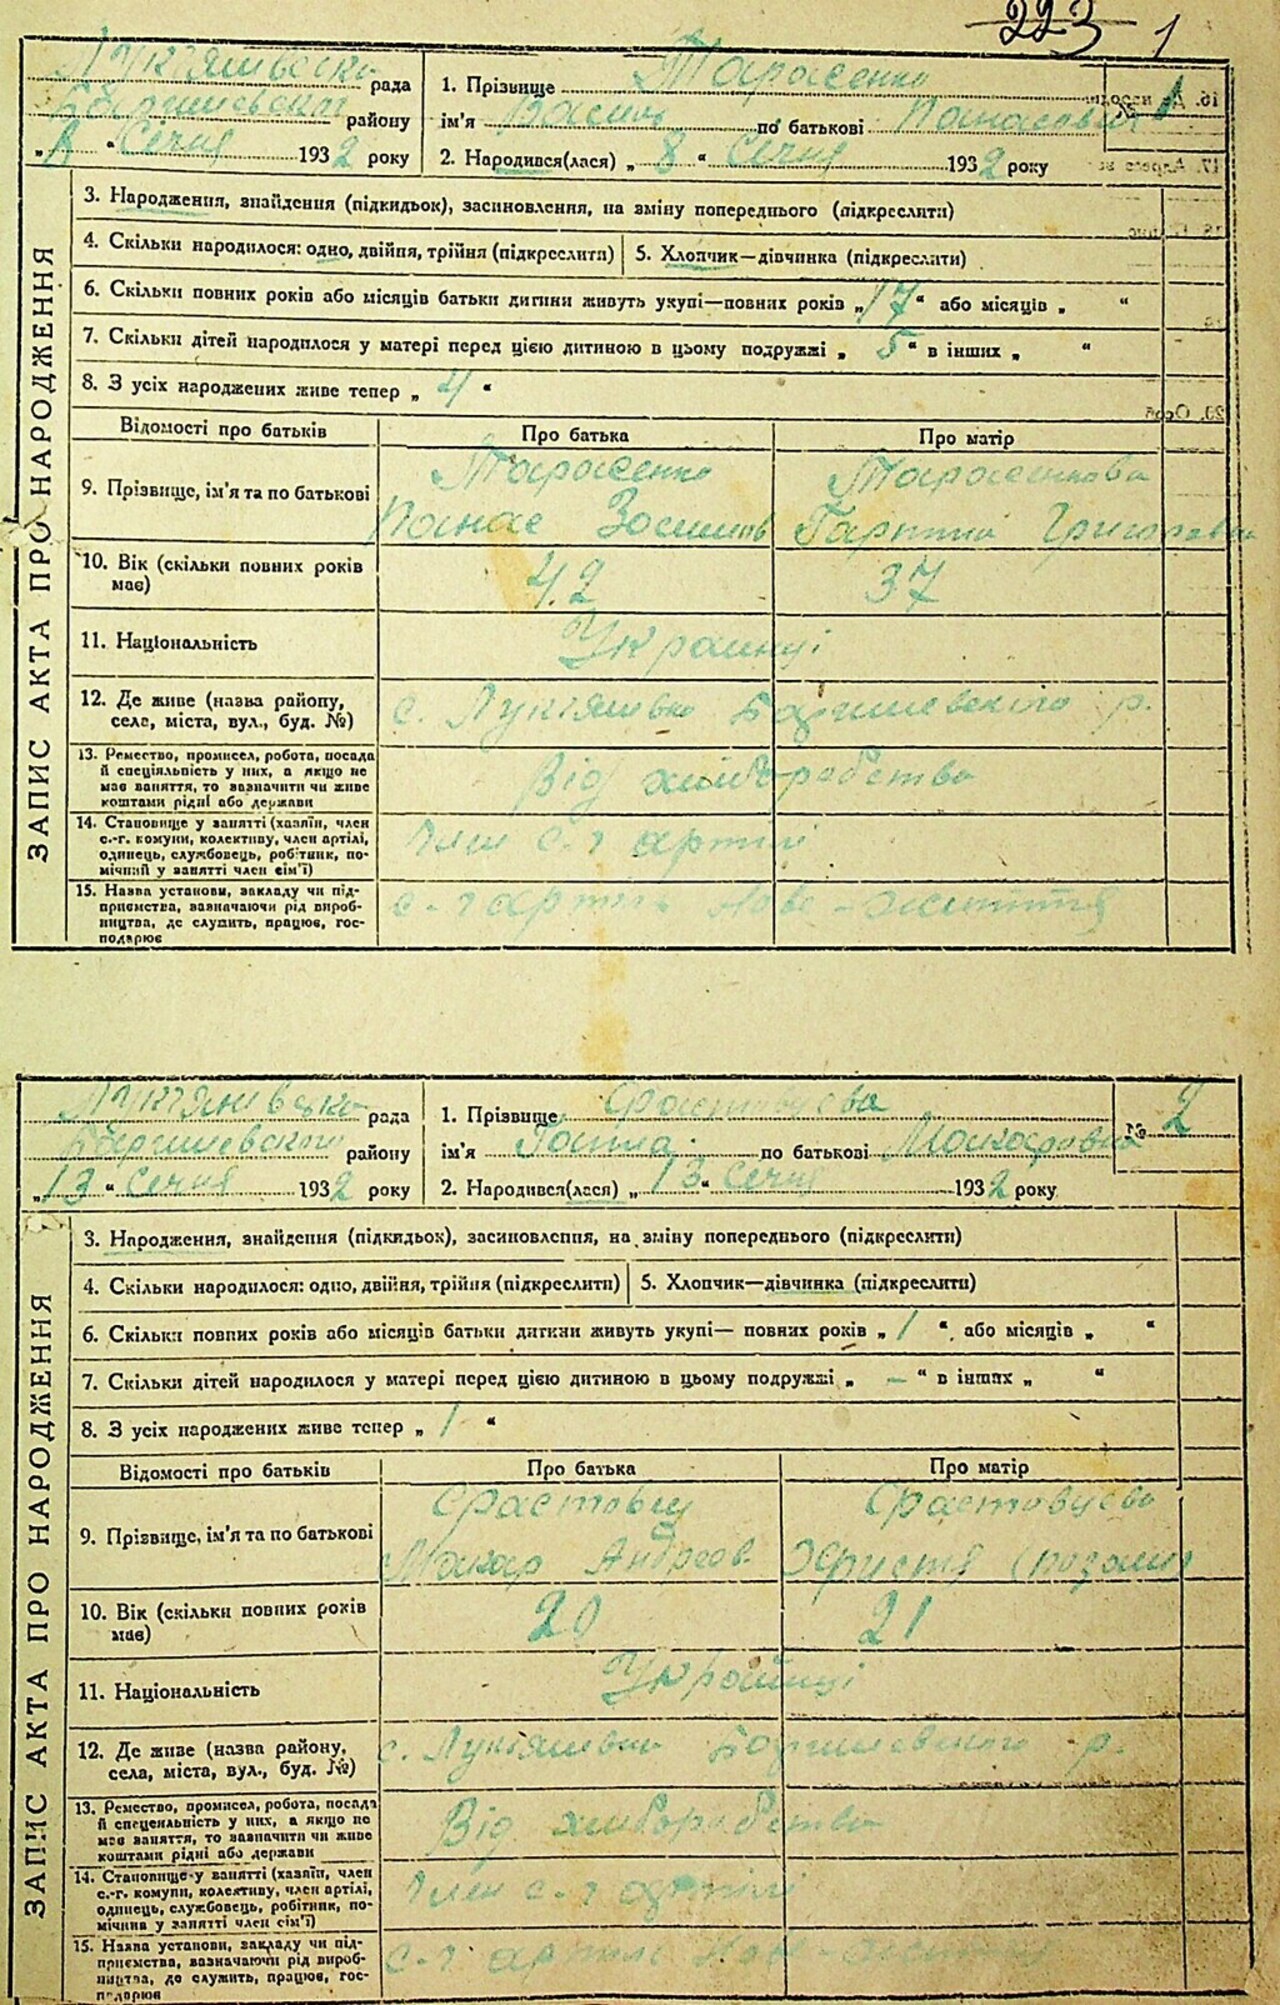 223 1
Лукяшвсько рада
Баришевського району
„8“ Січня 1932 року
1. Прізвище Тарасенко
ім'я Василь по батькові Панасович
2. Народився(лася) „8“ Січня 1932 року
№ 1
ЗАПИС АКТА ПРО НАРОДЖЕННЯ
3. Народження, знайдення (підкидьок), засиновлення, на зміну попереднього (підкреслити)
4. Скільки народилося: одно, двійня, трійня (підкреслити) 5. Хлопчик—дівчинка (підкреслити)
6. Скільки повних років або місяців батьки дитини живуть укупі—повних років „17“ або місяців „ “
7. Скільки дітей народилося у матері перед цією дитиною в цьому подружжі „5“ в інших „ “
8. З усіх народжених живе тепер „4“
Відомості про батьків Про батька Про матір
9. Прізвище, ім'я та по батькові Тарасенко Панас Тарасенкова Григоровна
10. Вік (скільки повних років має) 42 37
11. Національність Українці
12. Де живе (назва району, села, міста, вул., буд. №) с. Баришевского р.
13. Ремество, промисел, робота, посада й спеціяльність у них, а якщо не має заняття, то зазначити чи живе коштами рідні або держави Від хліборобства
14. Становище у занятті (хазяїн, член с.-г. комуни, колективу, член артілі, одинець, службовець, робітник, помічний у занятті член сім'ї) Член с.-г артілі
15. Назва установи, закладу чи підприємства, зазначаючи рід виробництва, де служить, працює, господарює с.-г артіль Нове-життя
рада
Баришевського району
„13“ Січня 1932 року
1. Прізвище
ім'я Ганна по батькові Макаровна
2. Народився(лася) „13“ Січня 1932 року
№ 2
ЗАПИС АКТА ПРО НАРОДЖЕННЯ
3. Народження, знайдення (підкидьок), засиновлення, на зміну попереднього (підкреслити)
4. Скільки народилося: одно, двійня, трійня (підкреслити) 5. Хлопчик—дівчинка (підкреслити)
6. Скільки повних років або місяців батьки дитини живуть укупі— повних років „1“ або місяців „ “
7. Скільки дітей народилося у матері перед цією дитиною в цьому подружжі „–“ в інших „ “
8. З усіх народжених живе тепер „1“
Відомості про батьків Про батька Про матір
9. Прізвище, ім'я та по батькові Макар Андреев Христя
10. Вік (скільки повних років має) 20 21
11. Національність Українці
12. Де живе (назва району, села, міста, вул., буд. №) с. Баришевского р.
13. Ремество, промисел, робота, посада й спецеяльність у них, а якщо не має заняття, то зазначити чи живе коштами рідні або держави Від хліборобства
14. Становище у занятті (хазяїн, член с.-г. комуни, колективу, член артілі, одинець, службовець, робітник, помічник у занятті член сім'ї) Член с.-г артілі
15. Назва установи, закладу чи підприємства, зазначаючи рід виробництва, де служить, працює, господарює с.-г артіль